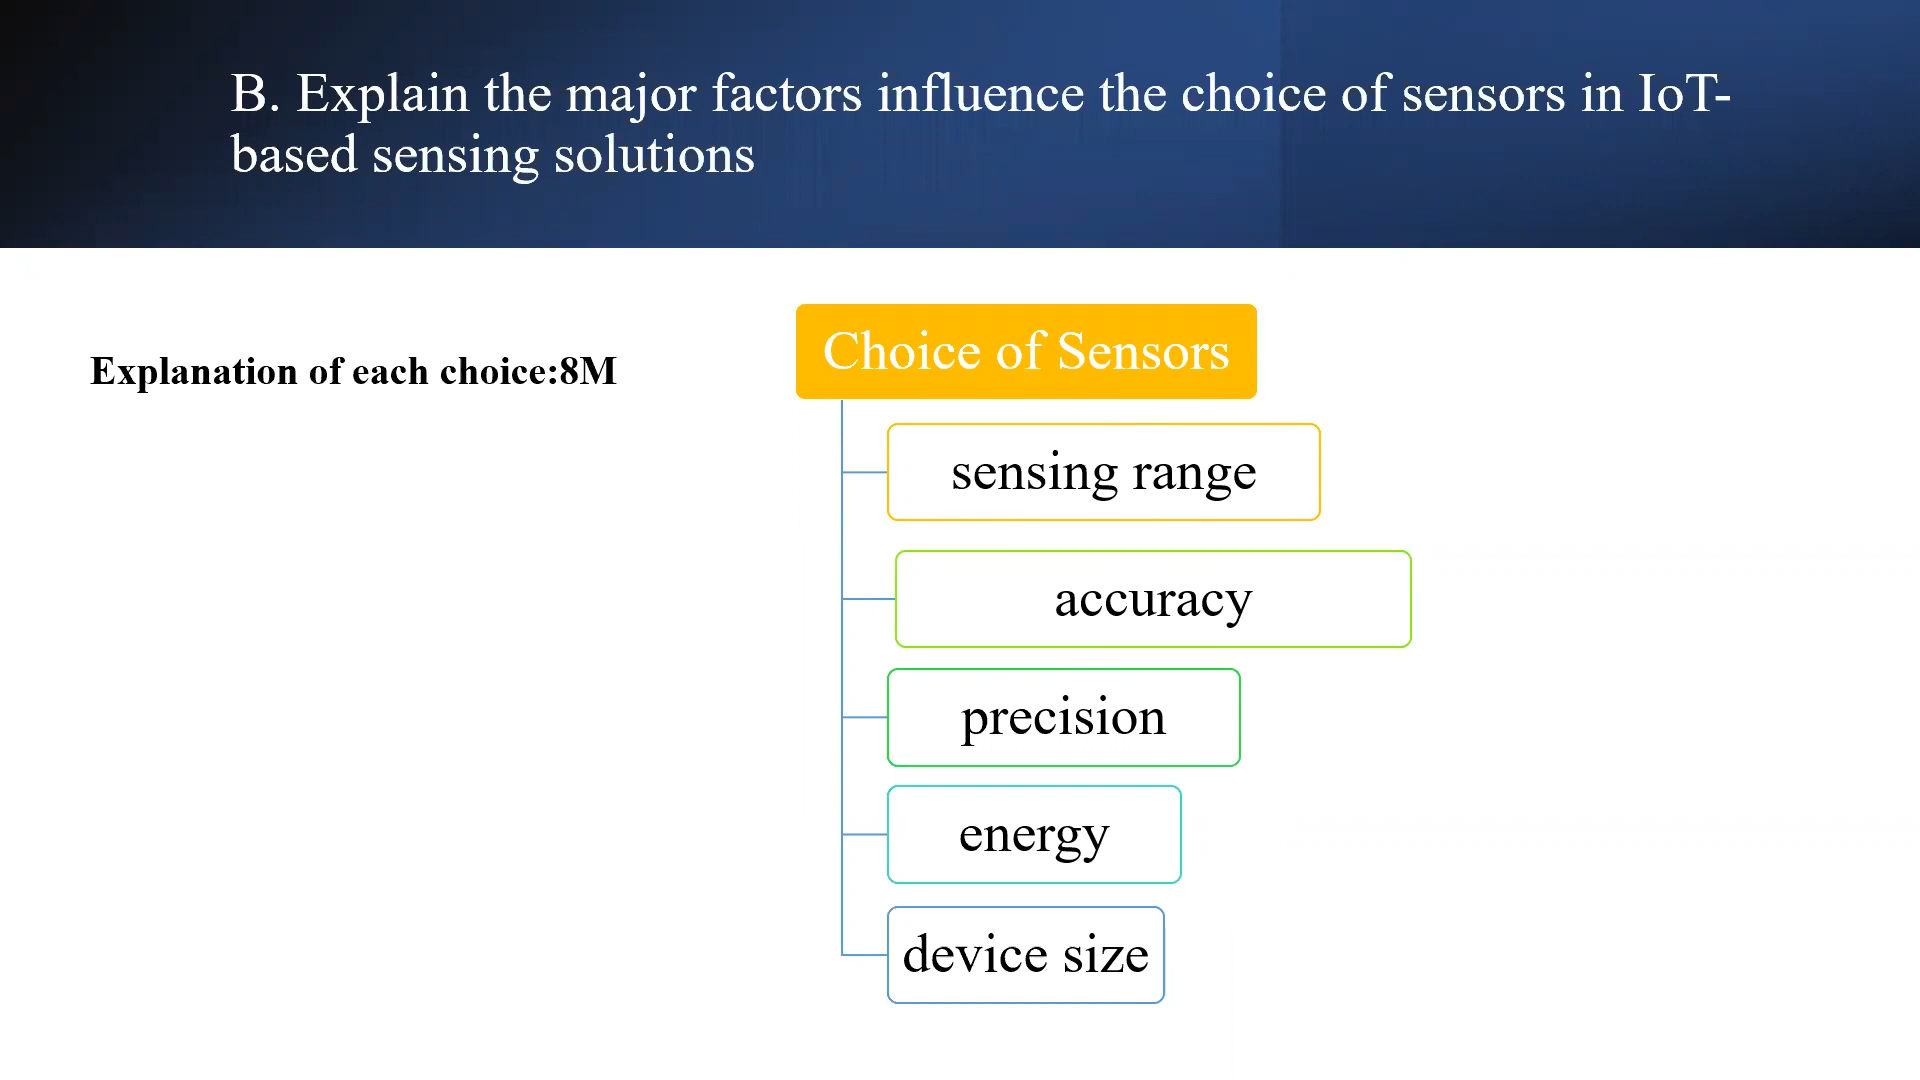 B. Explain the major factors influence the choice of sensors in IoT-
based sensing solutions
Explanation of each choice:8M
Choice of Sensors
sensing range
accuracy
precision
energy
device size